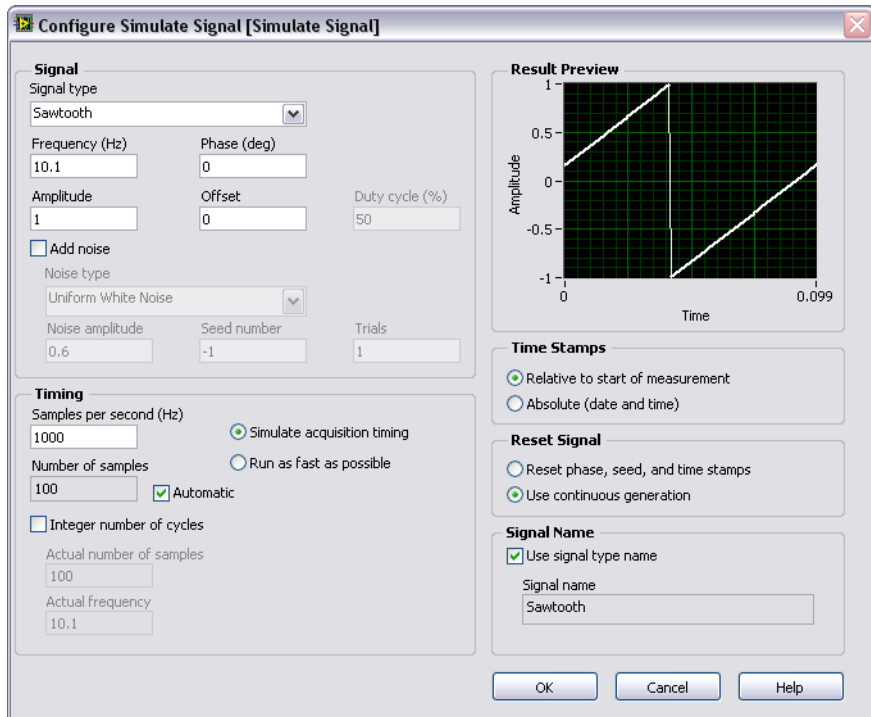 Configure Simulate Signal [Simulate Signal]
Signal
Signal type
Sawtooth
Frequency (Hz) Phase (deg)
10.1 0
Amplitude Offset Duty cycle (%)
1 0 50
Add noise
Noise type
Uniform White Noise
Noise amplitude Seed number Trials
0.6 -1 1
Timing
Samples per second (Hz)
1000
Simulate acquisition timing
Number of samples
Run as fast as possible
100
Automatic
Integer number of cycles
Actual number of samples
100
Actual frequency
10.1
Result Preview
1
0.5
0
-0.5
-1
Amplitude
0 0.099
Time
Time Stamps
Relative to start of measurement
Absolute (date and time)
Reset Signal
Reset phase, seed, and time stamps
Use continuous generation
Signal Name
Use signal type name
Signal name
Sawtooth
OK Cancel Help